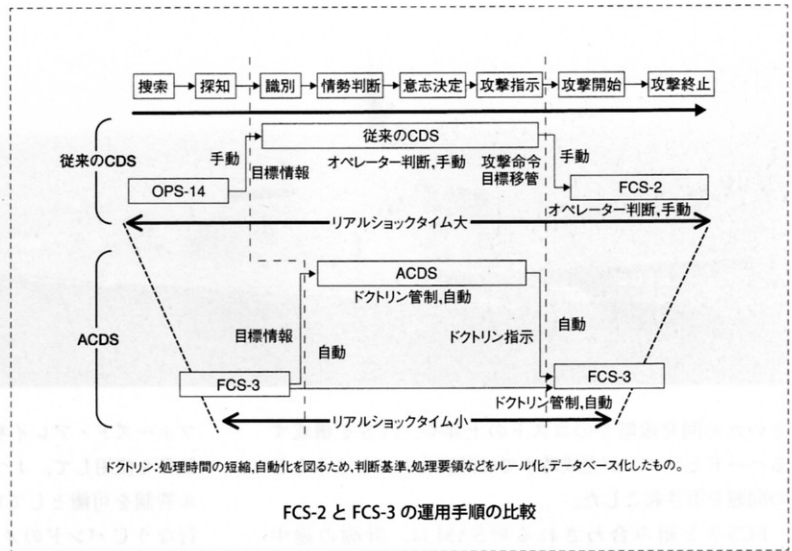 捜索 探知 識別 情勢判断 意志決定 攻撃指示 攻撃開始 攻撃終止
従来のCDS
従来のCDS
手動
目標情報
オペレーター判断,手動
攻撃命令
目標移管
手動
OPS-14
FCS-2
オペレーター判断,手動
リアルショックタイム大
ACDS
ACDS
ドクトリン管制,自動
目標情報
自動
ドクトリン指示
自動
FCS-3
FCS-3
ドクトリン管制,自動
リアルショックタイム小
ドクトリン:処理時間の短縮,自動化を図るため,判断基準,処理要領などをルール化,データベース化したもの。
FCS-2 と FCS-3 の運用手順の比較